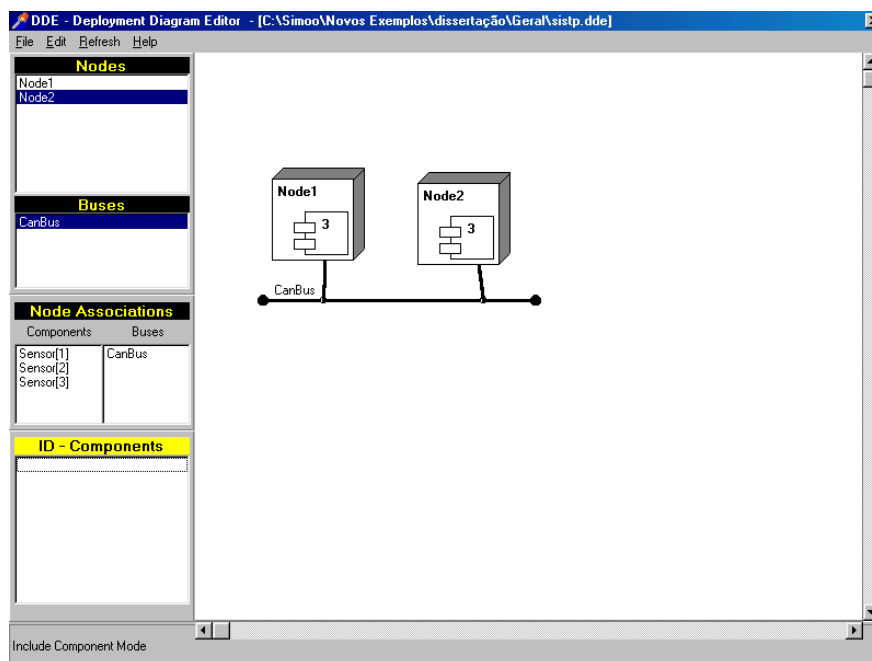 DDE - Deployment Diagram Editor - [C:\Simoo\Novos Exemplos\dissertação\Geral\sistp.dde]
File Edit Refresh Help
Nodes
Node1
Node2
Buses
CanBus
Node Associations
Components Buses
Sensor[1] CanBus
Sensor[2]
Sensor[3]
ID - Components
Include Component Mode
Node1
3
Node2
3
CanBus